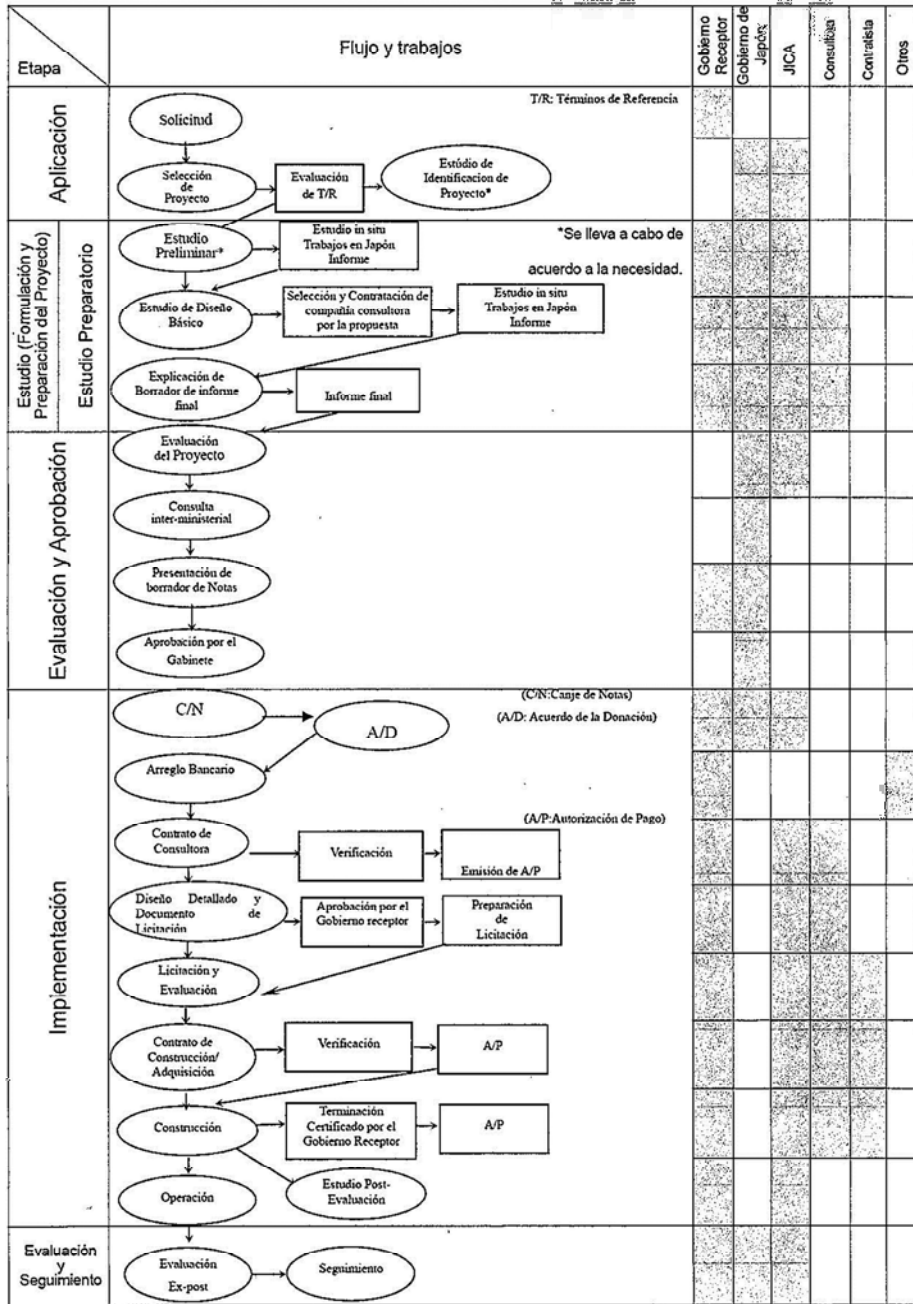 Etapa
Flujo y trabajos
Gobierno
Receptor
Gobierno de
Japón
JICA
Consultora
Contratista
Otros
Aplicación
T/R: Términos de Referencia
Solicitud
Selección
de
Proyecto
Evaluación
de T/R
Estúdio de
Identificacion de
Proyecto*
Estudio (Formulación y
Preparación del Proyecto)
Estudio Preparatorio
Estudio
Preliminar*
Estudio in situ
Trabajos en Japón
Informe
*Se lleva a cabo de
acuerdo a la necesidad.
Estudio de Diseño
Básico
Selección y Contratación de
compañía consultora
por la propuesta
Estudio in situ
Trabajos en Japón
Informe
Explicación de
Borrador de informe
final
Informe final
Evaluación y Aprobación
Evaluación
del Proyecto
Consulta
inter-ministerial
Presentación de
borrador de Notas
Aprobación por el
Gabinete
Implementación
C/N
(C/N:Canje de Notas)
A/D
(A/D: Acuerdo de la Donación)
Arreglo Bancario
(A/P:Autorización de Pago)
Contrato de
Consultora
Verificación
Emisión de A/P
Diseño Detallado y
Documento de
Licitación
Aprobación por el
Gobierno receptor
Preparación
de
Licitación
Licitación y
Evaluación
Contrato de
Construcción/
Adquisición
Verificación
A/P
Construcción
Terminación
Certificado por el
Gobierno Receptor
A/P
Operación
Estudio Post-
Evaluación
Evaluación
y
Seguimiento
Evaluación
Ex-post
Seguimiento